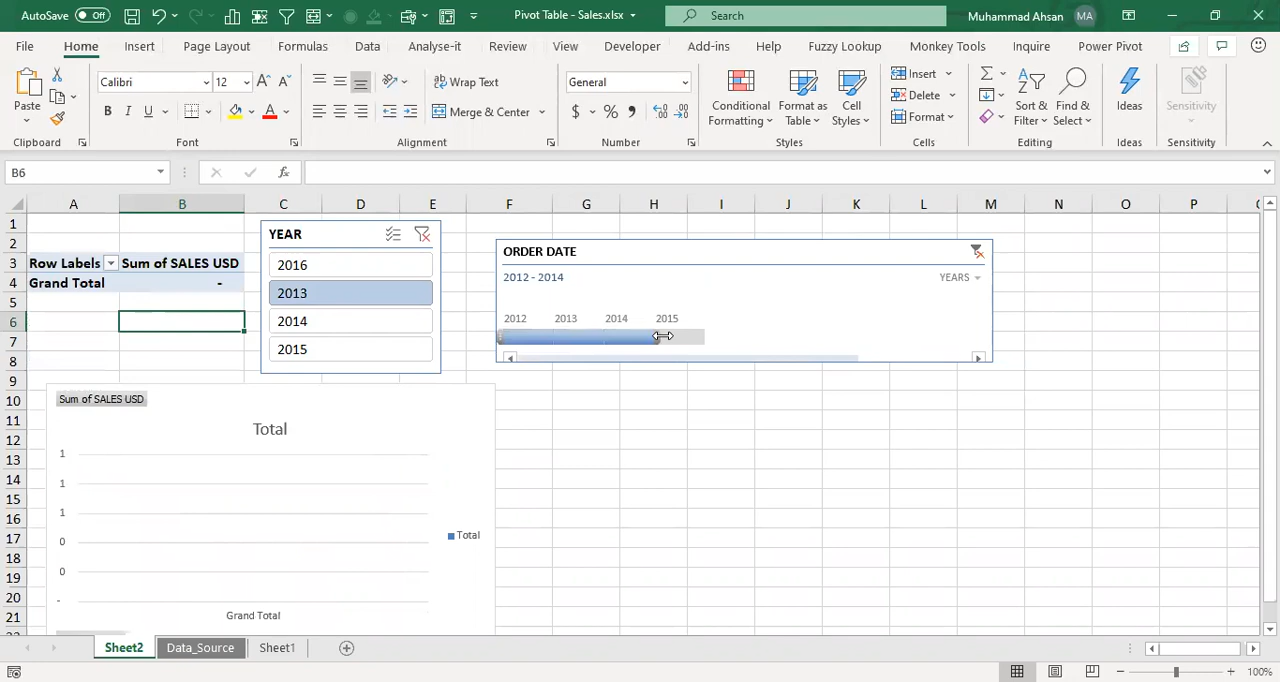 AutoSave Off Pivot Table - Sales.xlsx Search Muhammad Ahsan MA
File Home Insert Page Layout Formulas Data Analyse-it Review View Developer Add-ins Help Fuzzy Lookup Monkey Tools Inquire Power Pivot
Paste Calibri 12 Wrap Text General Conditional Formatting Format as Table Cell Styles Insert Sort & Filter Find & Select Ideas Sensitivity
Delete
B I U Merge & Center $ % Format
Clipboard Font Alignment Number Styles Cells Editing Ideas Sensitivity
B6 fx
A B C D E F G H I J K L M N O P
1
2
3 Row Labels Sum of SALES USD
4 Grand Total -
5
6
7
8
9
10
11
12
13
14
15
16
17
18
19
20
21
YEAR
2016
2013
2014
2015
ORDER DATE
2012 - 2014 YEARS
2012 2013 2014 2015
Sum of SALES USD
Total
1
1
1
0
0
-
Grand Total
Total
Sheet2 Data_Source Sheet1
100%